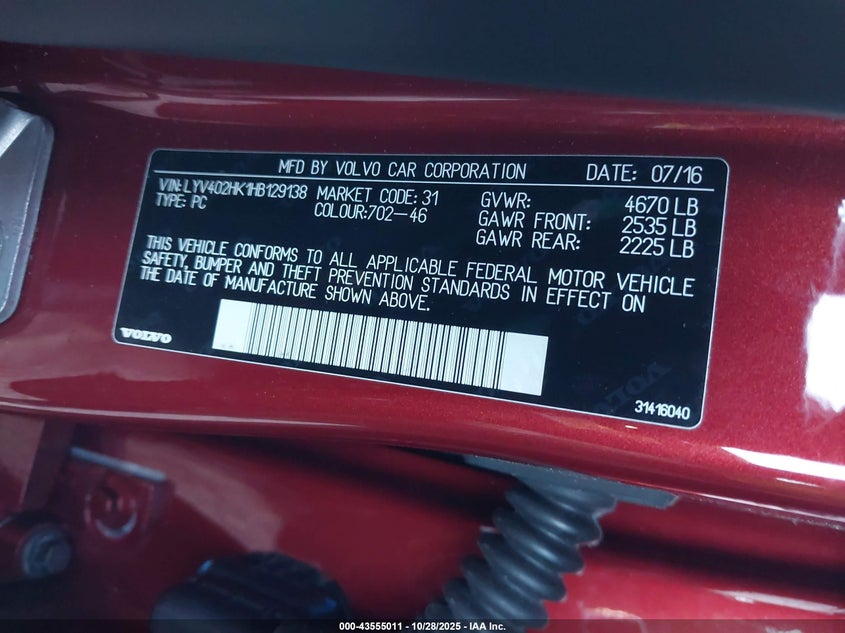 MFD BY VOLVO CAR CORPORATION DATE: 07/16
VIN: LYV402HK1HB129138 MARKET CODE: 31 GVWR: 4670 LB
TYPE: PC COLOUR: 702-46 GAWR FRONT: 2535 LB
GAWR REAR: 2225 LB
THIS VEHICLE CONFORMS TO ALL APPLICABLE FEDERAL MOTOR VEHICLE
SAFETY, BUMPER AND THEFT PREVENTION STANDARDS IN EFFECT ON
THE DATE OF MANUFACTURE SHOWN ABOVE.
VOLVO
31416040
000-43555011 - 10/28/2025 - IAA Inc.